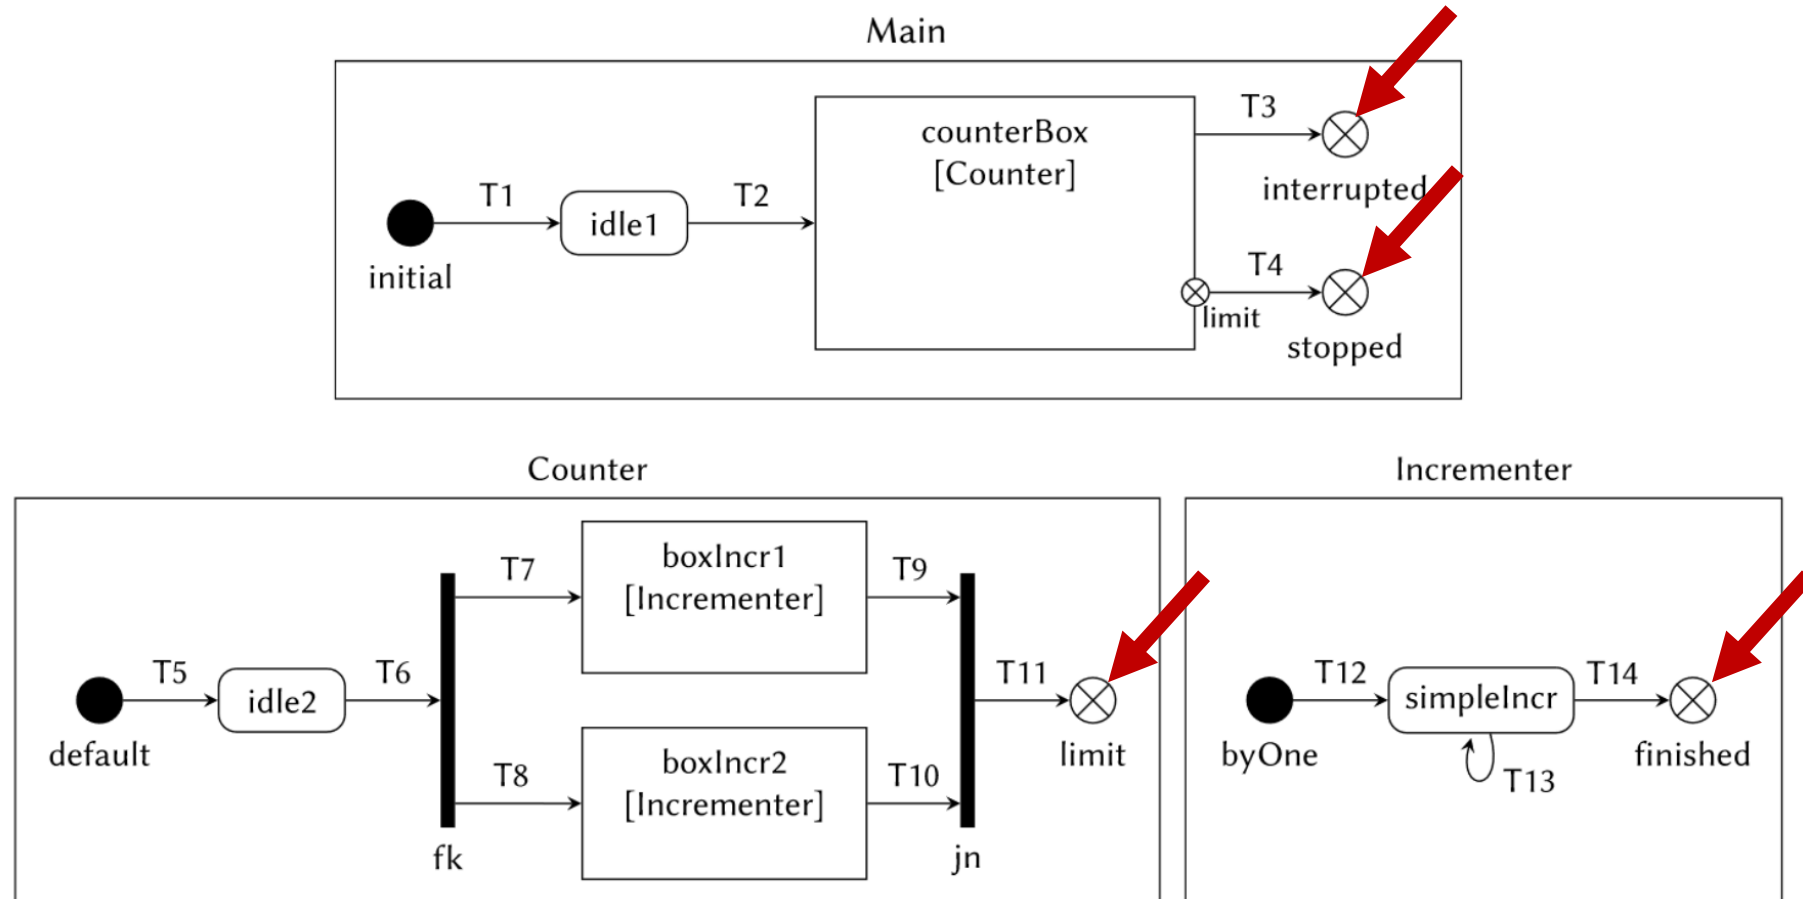 Main
T1
idle1
T2
counterBox
[Counter]
T3
interrupted
T4
limit
stopped
initial
Counter
T5
idle2
T6
default
T7
boxIncr1
[Incrementer]
T9
T8
boxIncr2
[Incrementer]
T10
fk
jn
T11
limit
Incrementer
T12
simpleIncr
T14
byOne
T13
finished